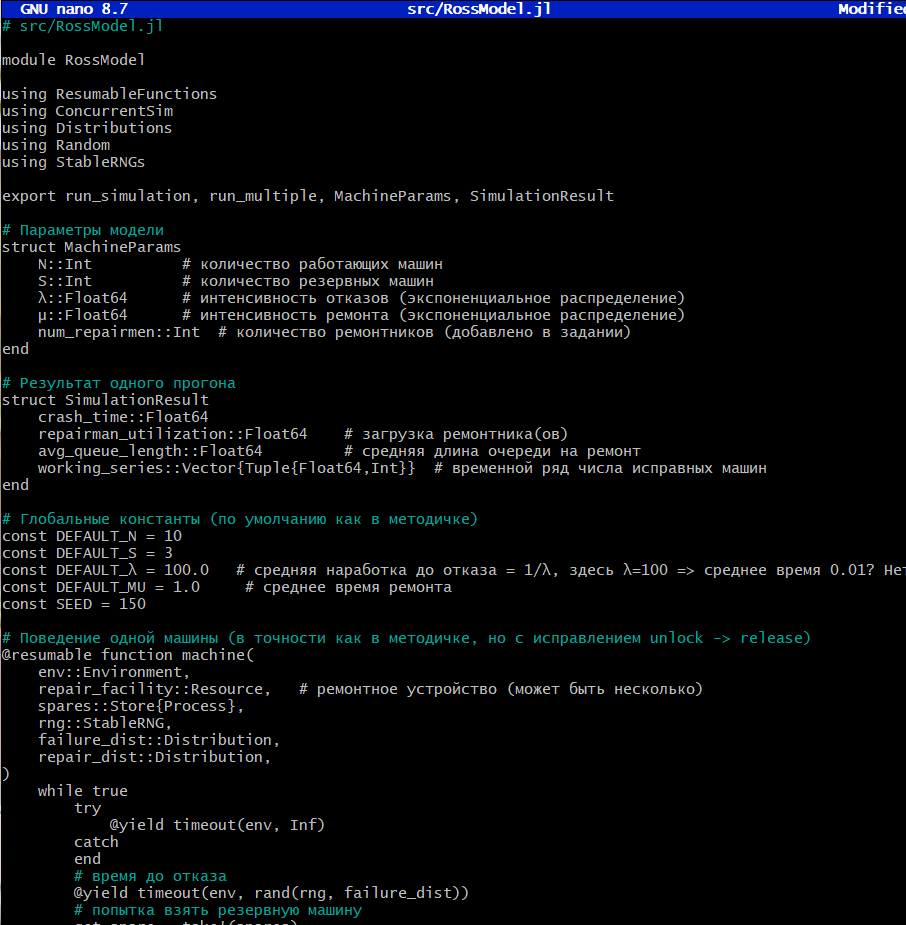 GNU nano 8.7 src/RossModel.jl Modified
# src/RossModel.jl
module RossModel
using ResumableFunctions
using ConcurrentSim
using Distributions
using Random
using StableRNGs
export run_simulation, run_multiple, MachineParams, SimulationResult
# Параметры модели
struct MachineParams
    N::Int          # количество работающих машин
    S::Int          # количество резервных машин
    λ::Float64      # интенсивность отказов (экспоненциальное распределение)
    μ::Float64      # интенсивность ремонта (экспоненциальное распределение)
    num_repairmen::Int  # количество ремонтников (добавлено в задании)
end
# Результат одного прогона
struct SimulationResult
    crash_time::Float64
    repairman_utilization::Float64    # загрузка ремонтника(ов)
    avg_queue_length::Float64         # средняя длина очереди на ремонт
    working_series::Vector{Tuple{Float64,Int}}  # временной ряд числа исправных машин
end
# Глобальные константы (по умолчанию как в методичке)
const DEFAULT_N = 10
const DEFAULT_S = 3
const DEFAULT_λ = 100.0   # средняя наработка до отказа = 1/λ, здесь λ=100 => среднее время 0.01? Нет
const DEFAULT_MU = 1.0     # среднее время ремонта
const SEED = 150
# Поведение одной машины (в точности как в методичке, но с исправлением unlock -> release)
@resumable function machine(
    env::Environment,
    repair_facility::Resource,   # ремонтное устройство (может быть несколько)
    spares::Store{Process},
    rng::StableRNG,
    failure_dist::Distribution,
    repair_dist::Distribution,
)
    while true
        try
            @yield timeout(env, Inf)
        catch
        end
        # время до отказа
        @yield timeout(env, rand(rng, failure_dist))
        # попытка взять резервную машину